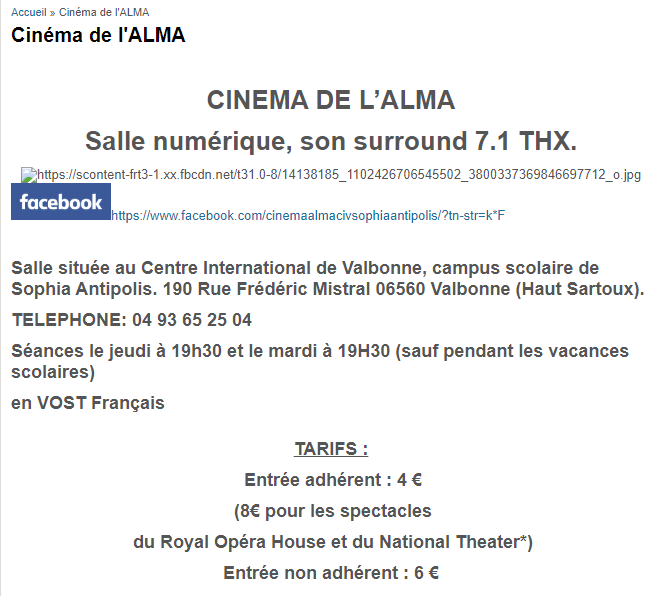 Accueil » Cinéma de l'ALMA
Cinéma de l'ALMA
CINEMA DE L’ALMA
Salle numérique, son surround 7.1 THX.
https://scontent-frt3-1.xx.fbcdn.net/t31.0-8/14138185_1102426706545502_3800337369846697712_o.jpg
facebook https://www.facebook.com/cinemaalmacivsophiaantipolis/?tn-str=k*F
Salle située au Centre International de Valbonne, campus scolaire de
Sophia Antipolis. 190 Rue Frédéric Mistral 06560 Valbonne (Haut Sartoux).
TELEPHONE: 04 93 65 25 04
Séances le jeudi à 19h30 et le mardi à 19H30 (sauf pendant les vacances
scolaires)
en VOST Français
TARIFS :
Entrée adhérent : 4 €
(8€ pour les spectacles
du Royal Opéra House et du National Theater*)
Entrée non adhérent : 6 €